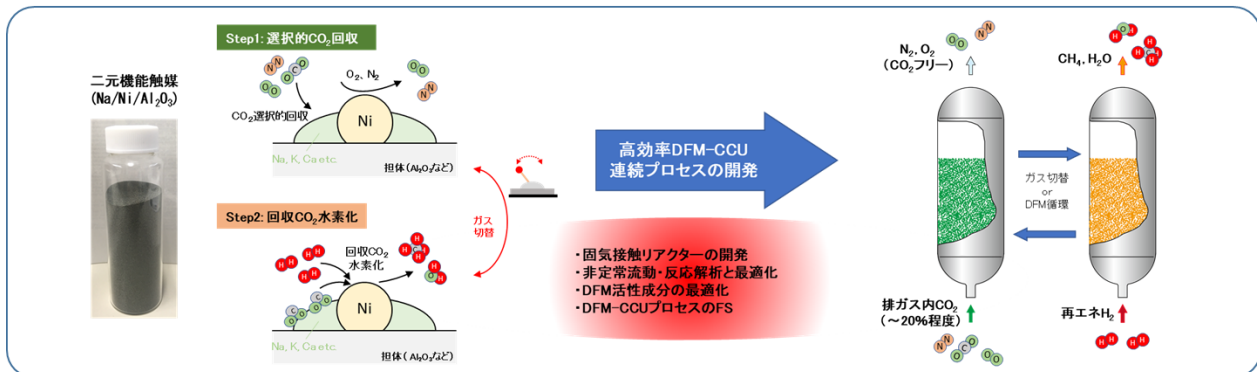 二元機能触媒
(Na/Ni/Al₂O₃)
Step1: 選択的CO₂回収
N
N
O
O
O
C
O
O₂、N₂
O
O
N
N
CO₂選択的回収
Ni
Na, K, Ca etc.
担体(Al₂O₃など)
Step2: 回収CO₂水素化
ガス
切替
H H
H H
H H
回収CO₂
水素化
H
H
C
H
H
H
O
H
Ni
C
O
O
C
O
O
Na, K, Ca etc.
担体(Al₂O₃など)
高効率DFM-CCU
連続プロセスの開発
・固気接触リアクターの開発
・非定常流動・反応解析と最適化
・DFM活性成分の最適化
・DFM-CCUプロセスのFS
O
O
N
N
N₂, O₂
(CO₂フリー)
H
O
H
H
H
C
H
H
CH₄, H₂O
ガス切替
or
DFM循環
排ガス内CO₂
(~20%程度)
N
N
O
C
O
O
O
再エネH₂
H H
H H